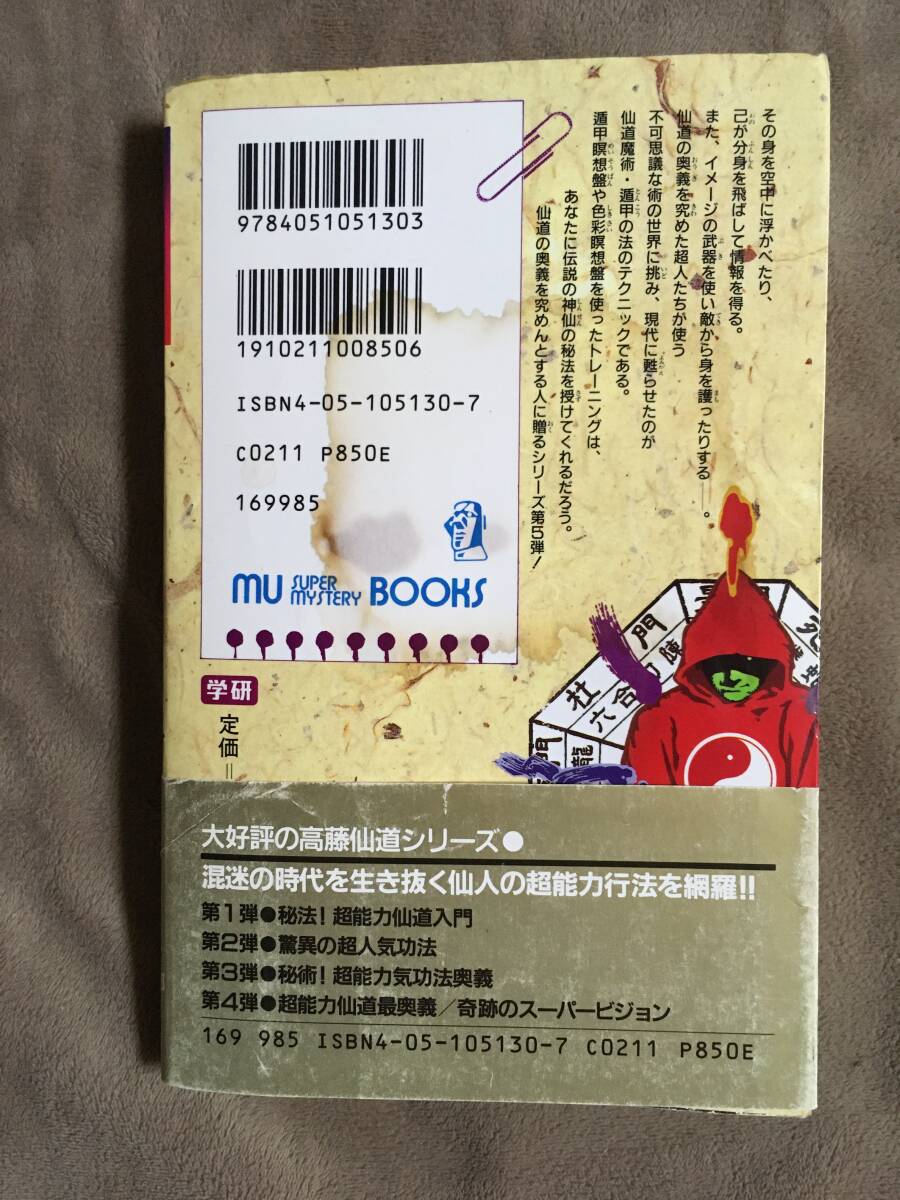 その身を空中に浮かべたり、
己が分身を飛ばして情報を得る。
また、イメージの武器を使い敵から身を護ったりする——。
仙道の奥義を究めた超人たちが使う
不可思議な術の世界に挑み、現代に甦らせたのが
仙道魔術・遁甲の法のテクニックである。
遁甲瞑想盤や色彩瞑想盤を使ったトレーニングは、
あなたに伝説の神仙の秘法を授けてくれるだろう。
仙道の奥義を究めんとする人に贈るシリーズ第5弾!
9784051051303
1910211008506
ISBN4-05-105130-7
C0211 P850E
169985
MU SUPER MYSTERY BOOKS
学研
定価=
門
杜
六合
陳
門
龍
大好評の高藤仙道シリーズ●
混迷の時代を生き抜く仙人の超能力行法を網羅!!
第1弾●秘法!超能力仙道入門
第2弾●驚異の超人気功法
第3弾●秘術!超能力気功法奥義
第4弾●超能力仙道最奥義/奇跡のスーパービジョン
169 985 ISBN4-05-105130-7 C0211 P850E